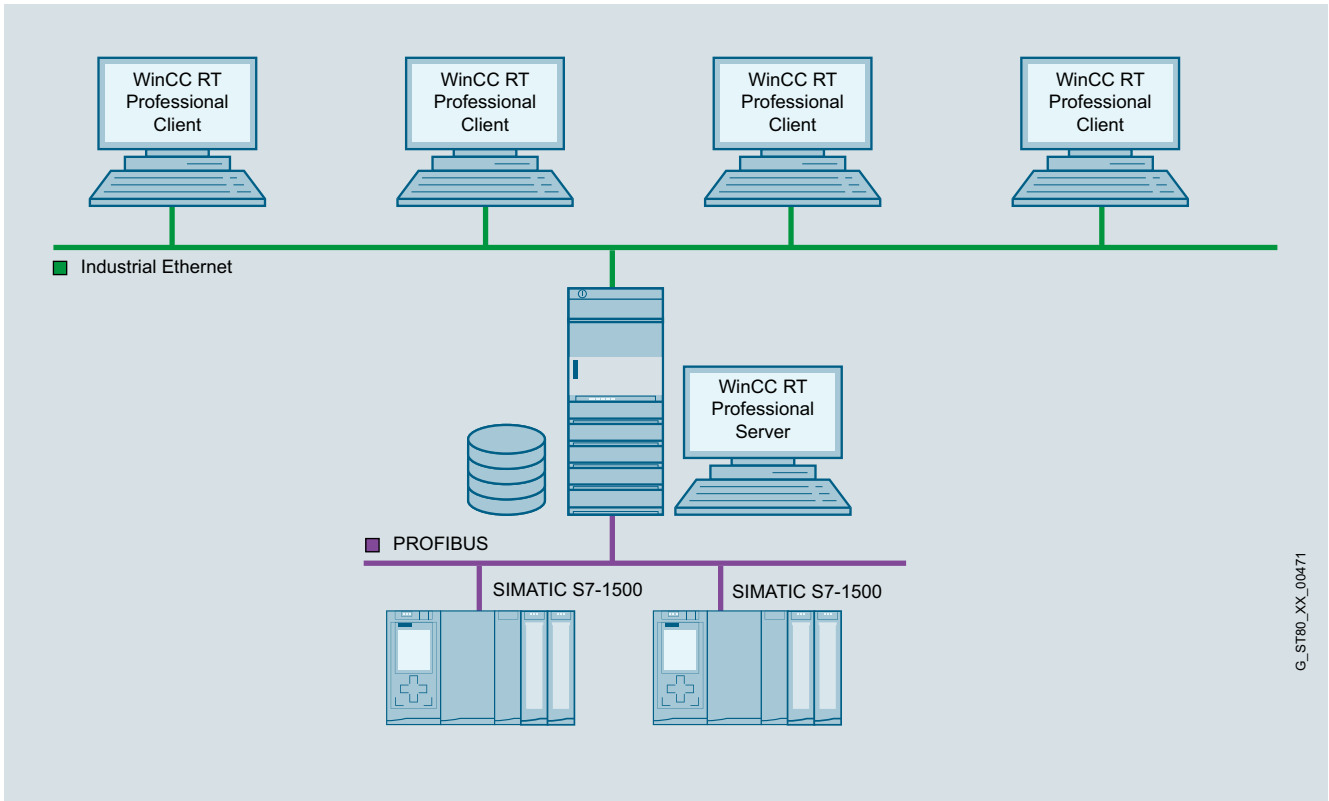 WinCC RT
Professional
Client
WinCC RT
Professional
Client
WinCC RT
Professional
Client
WinCC RT
Professional
Client
Industrial Ethernet
WinCC RT
Professional
Server
PROFIBUS
SIMATIC S7-1500
SIMATIC S7-1500
G_ST80_XX_00471